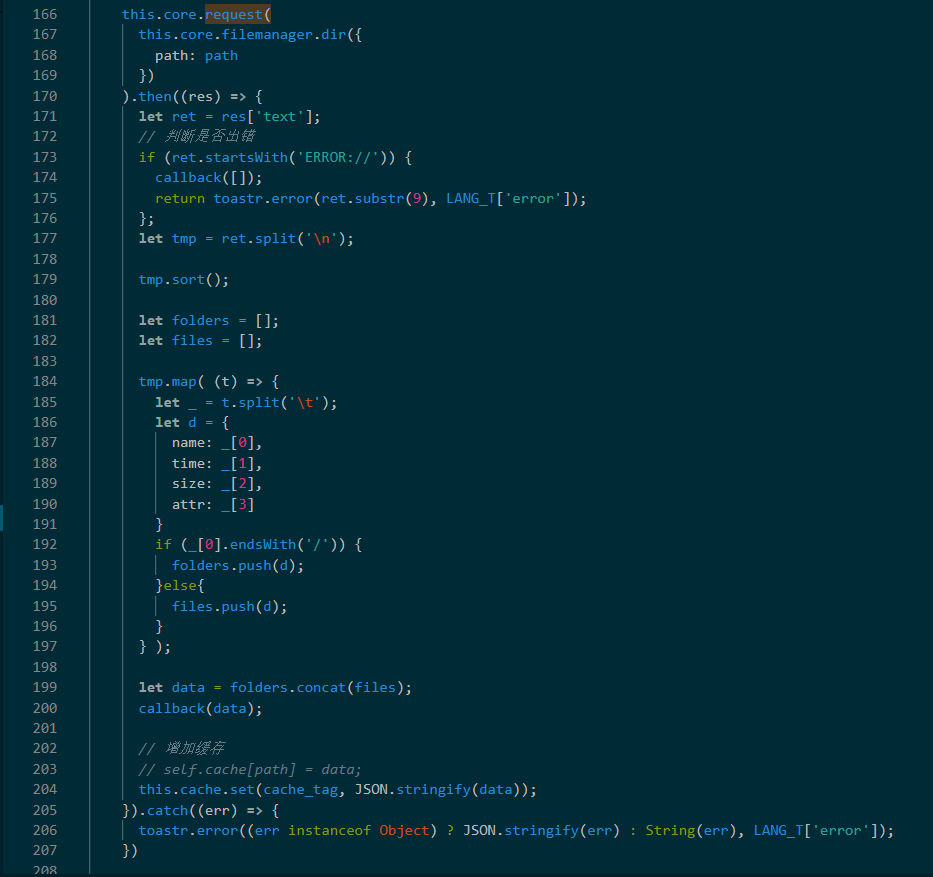 166 this.core.request(
167 this.core.filemanager.dir({
168 path: path
169 })
170 ).then((res) => {
171 let ret = res['text'];
172 // 判断是否出错
173 if (ret.startsWith('ERROR://')) {
174 callback([]);
175 return toastr.error(ret.substr(9), LANG_T['error']);
176 };
177 let tmp = ret.split('\n');
178
179 tmp.sort();
180
181 let folders = [];
182 let files = [];
183
184 tmp.map( (t) => {
185 let _ = t.split('\t');
186 let d = {
187 name: _[0],
188 time: _[1],
189 size: _[2],
190 attr: _[3]
191 }
192 if (_[0].endsWith('/')) {
193 folders.push(d);
194 }else{
195 files.push(d);
196 }
197 } );
198
199 let data = folders.concat(files);
200 callback(data);
201
202 // 增加缓存
203 // self.cache[path] = data;
204 this.cache.set(cache_tag, JSON.stringify(data));
205 }).catch((err) => {
206 toastr.error((err instanceof Object) ? JSON.stringify(err) : String(err), LANG_T['error']);
207 })
208